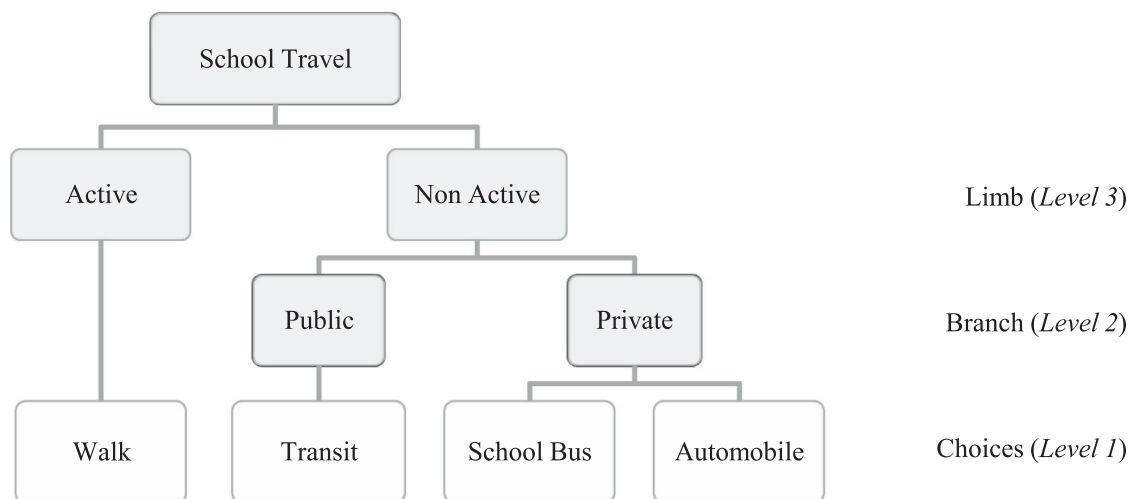 School Travel
Active
Non Active
Limb (Level 3)
Public
Private
Branch (Level 2)
Walk
Transit
School Bus
Automobile
Choices (Level 1)